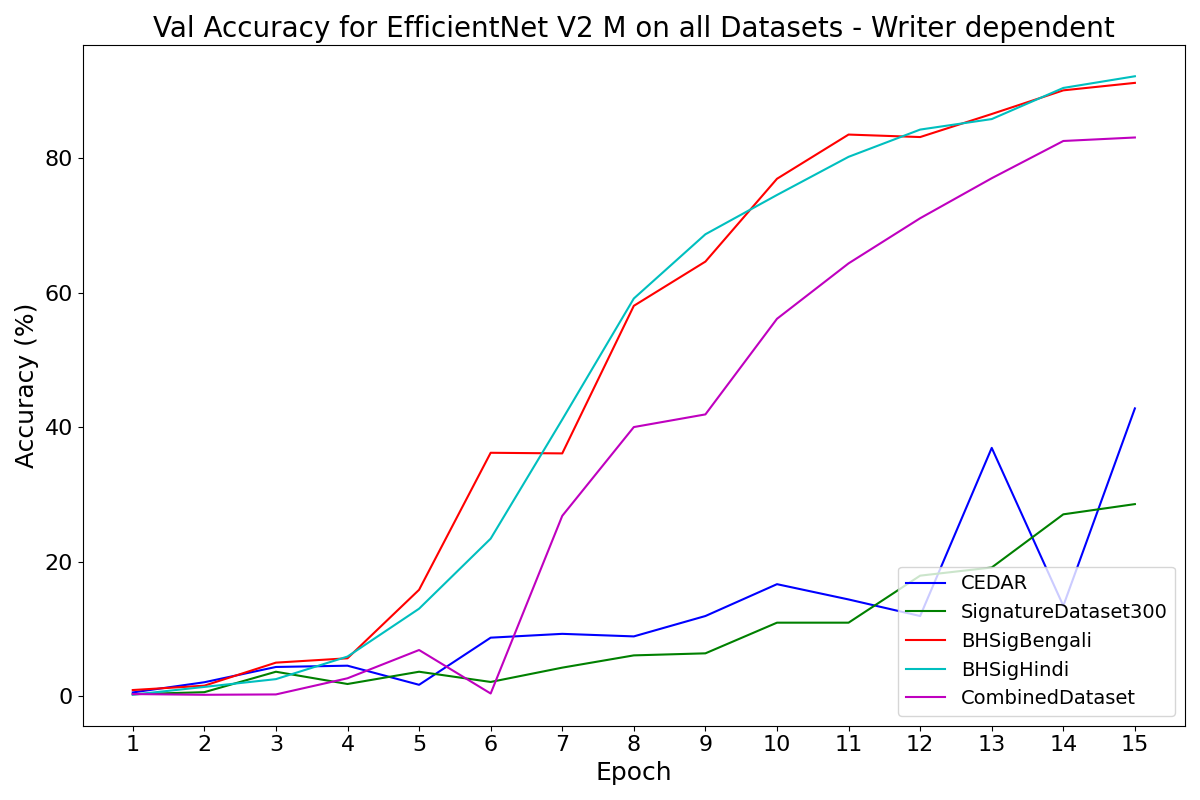 Val Accuracy for EfficientNet V2 M on all Datasets - Writer dependent
Accuracy (%)
80
60
40
20
0
CEDAR
SignatureDataset300
BHSigBengali
BHSigHindi
CombinedDataset
1 2 3 4 5 6 7 8 9 10 11 12 13 14 15
Epoch